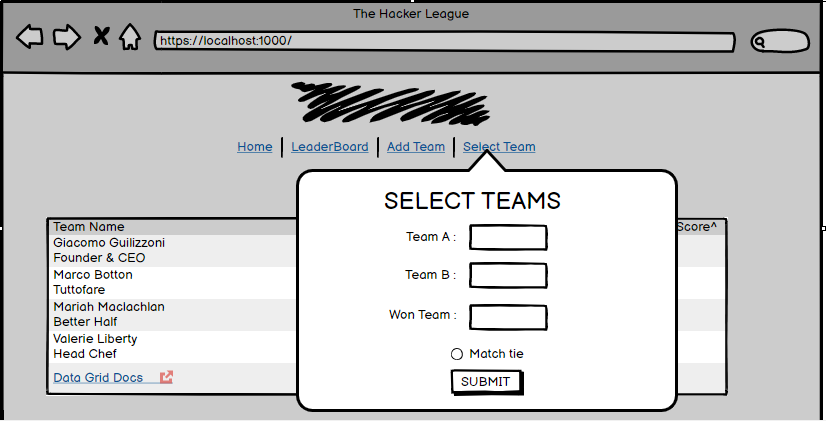 The Hacker League
https://localhost:1000/
Home LeaderBoard Add Team Select Team
SELECT TEAMS
Team A :
Team B :
Won Team :
Match tie
SUBMIT
Team Name Score^
Giacomo Guilizzoni
Founder & CEO
Marco Botton
Tuttofare
Mariah Maclachlan
Better Half
Valerie Liberty
Head Chef
Data Grid Docs